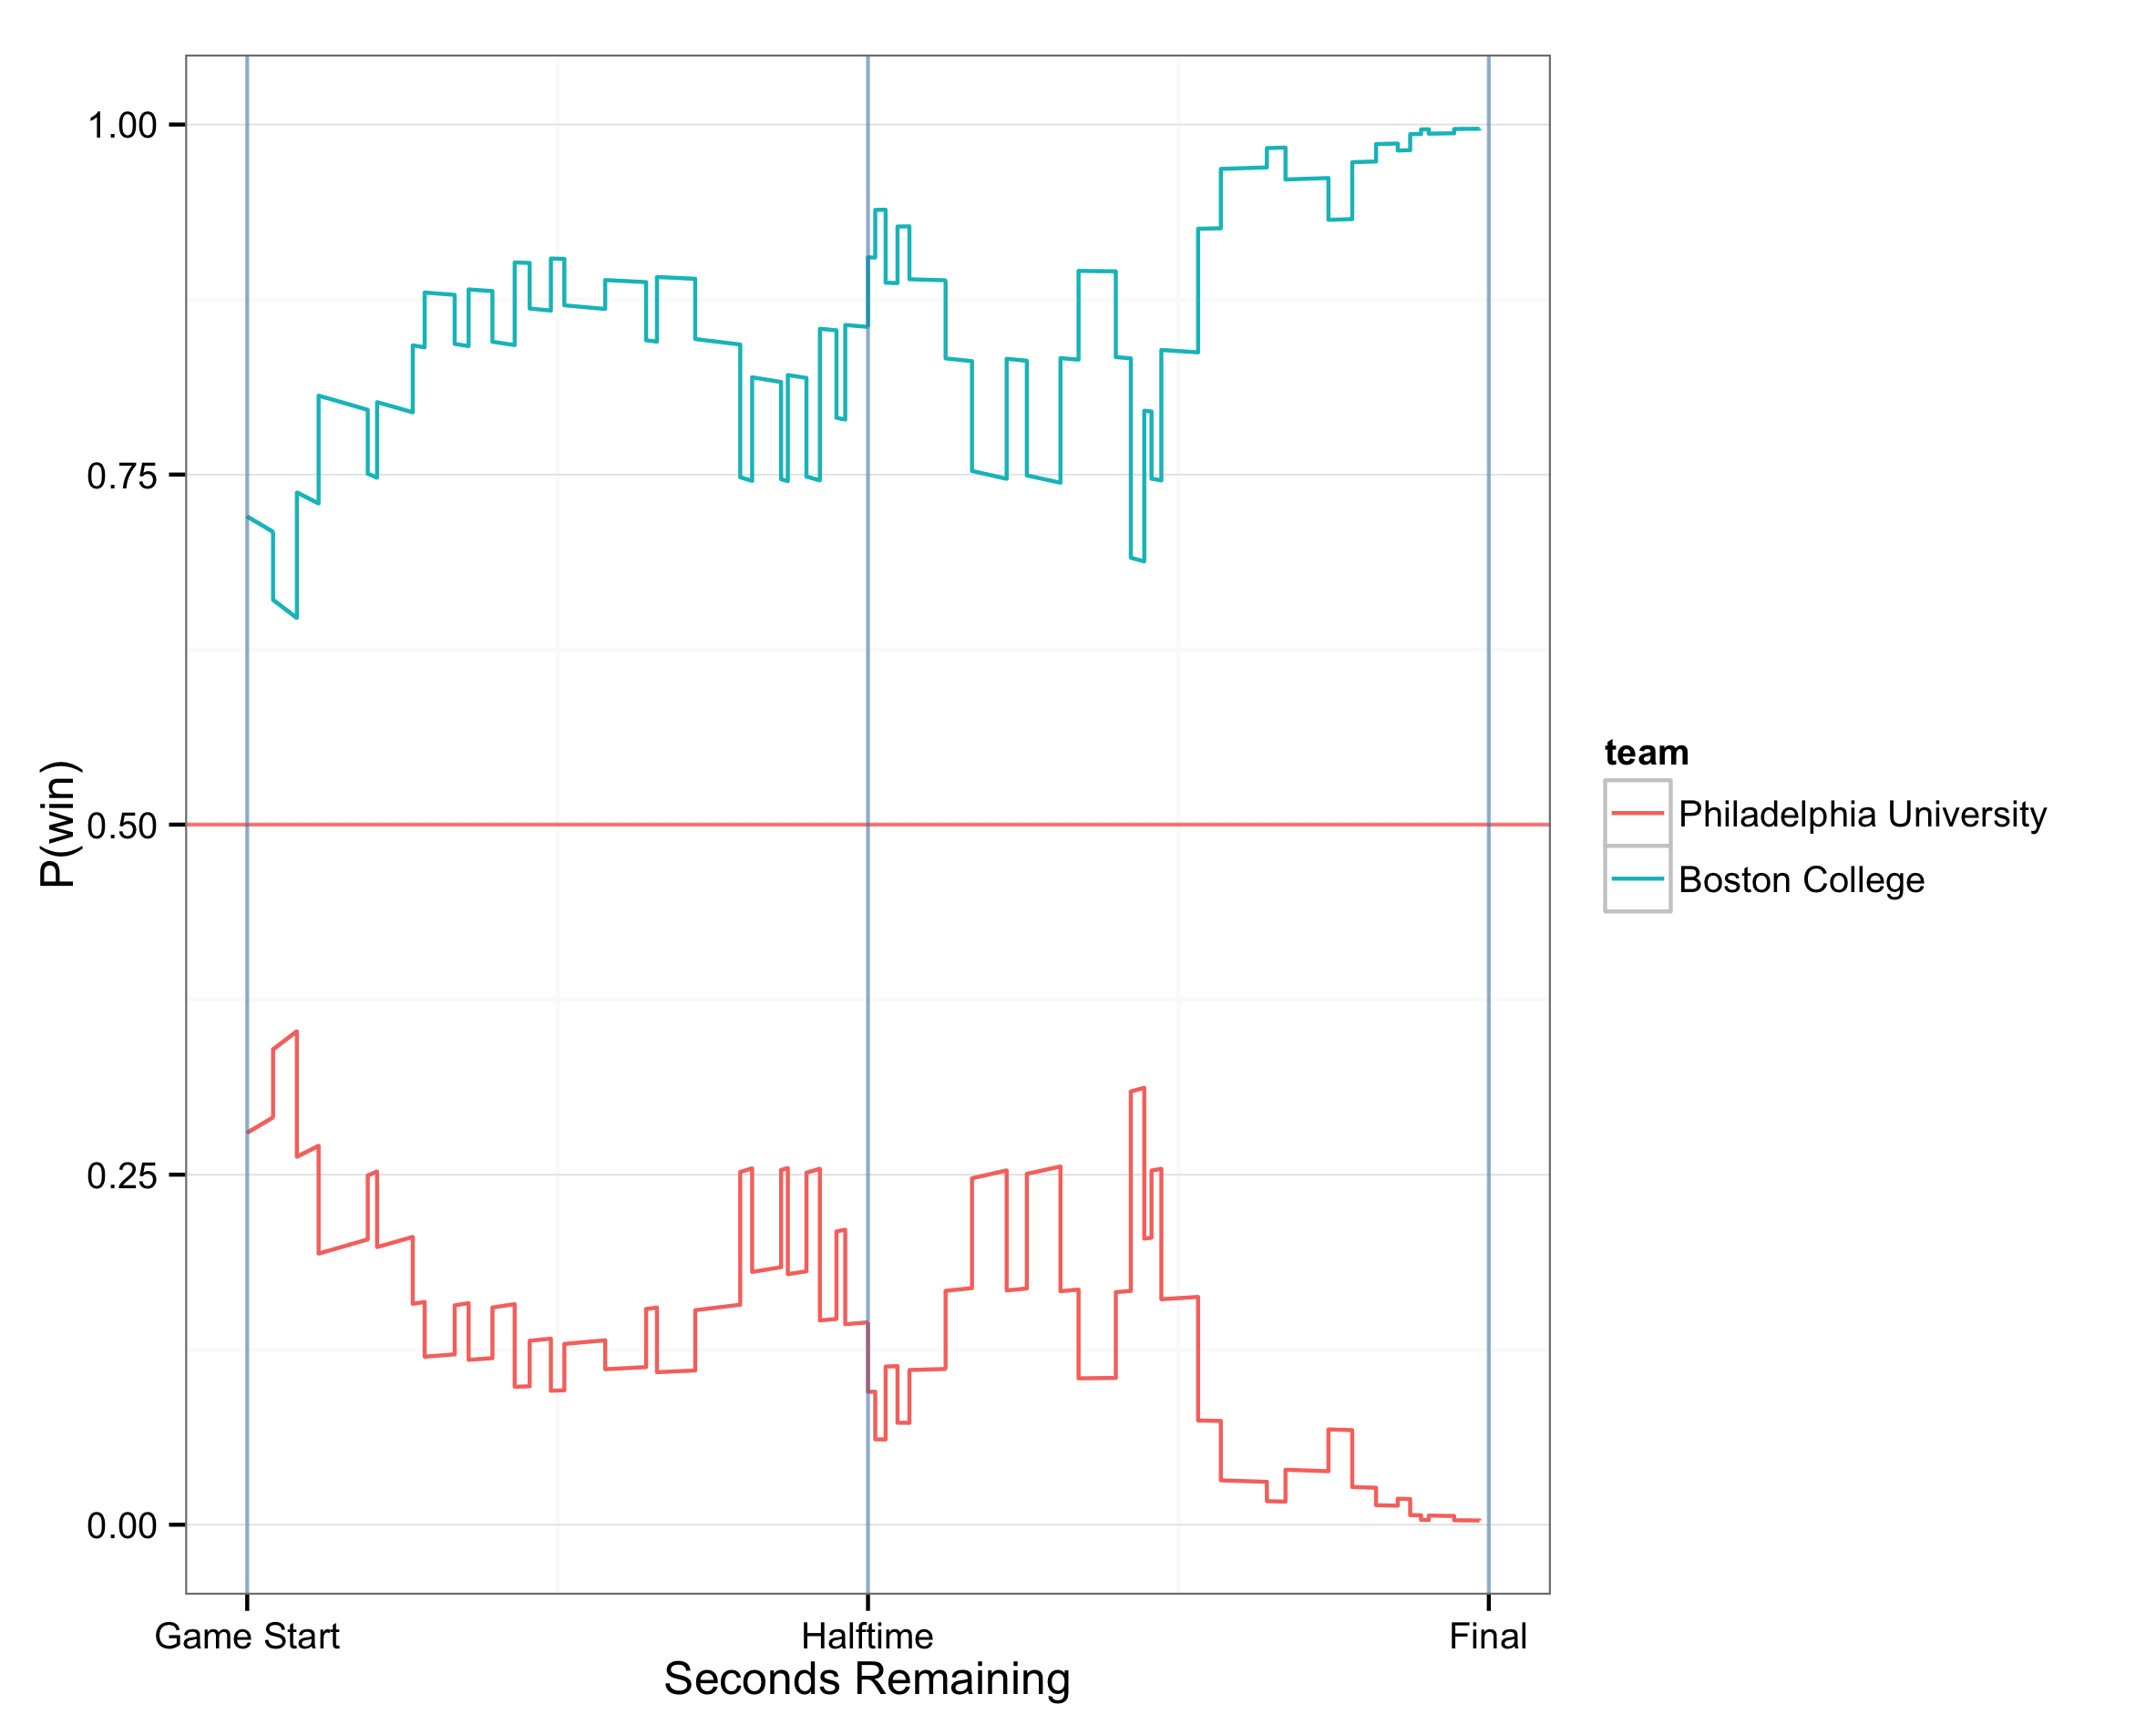 P(win)
1.00
0.75
0.50
0.25
0.00
Game Start
Halftime
Final
Seconds Remaining
team
Philadelphia University
Boston College